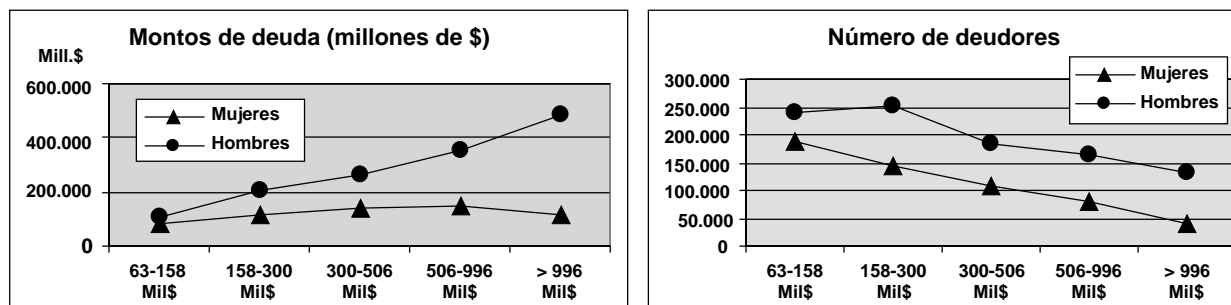 Montos de deuda (millones de $)
Mill.$
600.000
400.000
200.000
0
Mujeres
Hombres
63-158 158-300 300-506 506-996 > 996
Mil$ Mil$ Mil$ Mil$ Mil$
Número de deudores
300.000
250.000
200.000
150.000
100.000
50.000
0
Mujeres
Hombres
63-158 158-300 300-506 506-996 > 996
Mil$ Mil$ Mil$ Mil$ Mil$